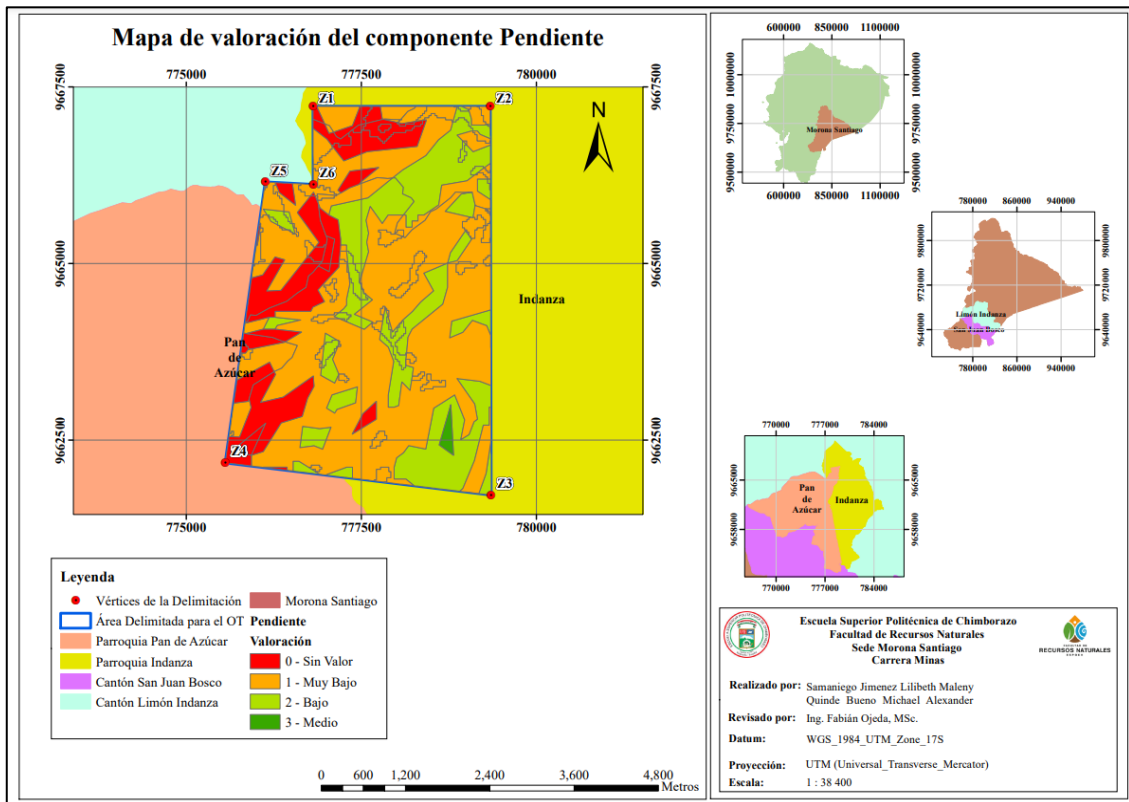 Mapa de valoración del componente Pendiente
775000 777500 780000
9667500 9667500
Z1 Z2
N
Z5 Z6
9665000 9665000
Indanza
Pan
de
Azúcar
9662500 9662500
Z4
Z3
775000 777500 780000
Leyenda
Vértices de la Delimitación
Área Delimitada para el OT
Parroquia Pan de Azúcar
Parroquia Indanza
Cantón San Juan Bosco
Cantón Limón Indanza
Morona Santiago
Pendiente
Valoración
0 - Sin Valor
1 - Muy Bajo
2 - Bajo
3 - Medio
0 600 1,200 2,400 3,600 4,800
Metros
600000 850000 1100000
10000000 10000000
9750000 9750000
Morona Santiago
9500000 9500000
600000 850000 1100000
780000 860000 940000
9800000 9800000
9720000 9720000
Limón Indanza
9640000 San Juan Bosco 9640000
780000 860000 940000
770000 777000 784000
9665000 9665000
Pan
de
Azúcar
Indanza
9658000 9658000
770000 777000 784000
Escuela Superior Politécnica de Chimborazo
Facultad de Recursos Naturales
Sede Morona Santiago
Carrera Minas
RECURSOS NATURALES
Realizado por: Samaniego Jimenez Lilibeth Maleny
Quinde Bueno Michael Alexander
Revisado por: Ing. Fabián Ojeda, MSc.
Datum: WGS_1984_UTM_Zone_17S
Proyección: UTM (Universal_Transverse_Mercator)
Escala: 1 : 38 400